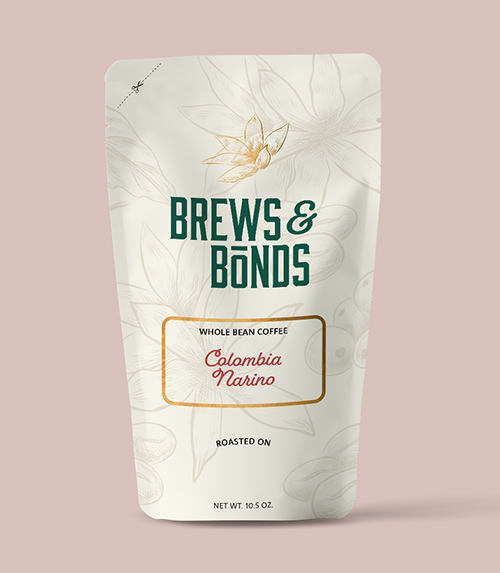 BREWS &
BŌNDS
WHOLE BEAN COFFEE
Colombia
Narino
ROASTED ON
NET WT. 10.5 OZ.